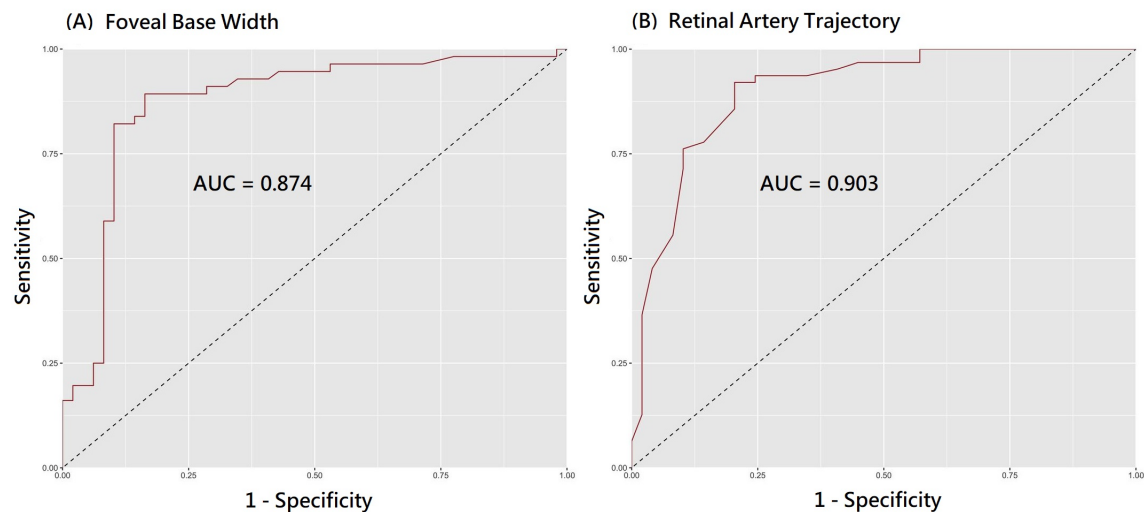 (A) Foveal Base Width
1.00
0.75
0.50
0.25
0.00
Sensitivity
AUC = 0.874
0.00 0.25 0.50 0.75 1.00
1 - Specificity
(B) Retinal Artery Trajectory
1.00
0.75
0.50
0.25
0.00
Sensitivity
AUC = 0.903
0.00 0.25 0.50 0.75 1.00
1 - Specificity